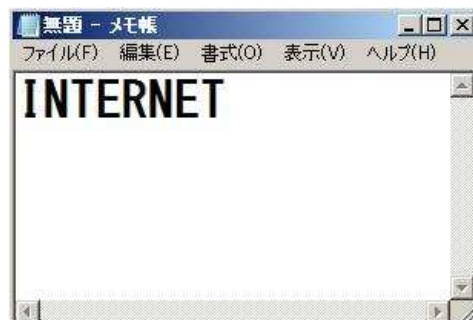 無題 - メモ帳
ファイル(F) 編集(E) 書式(O) 表示(V) ヘルプ(H)
INTERNET